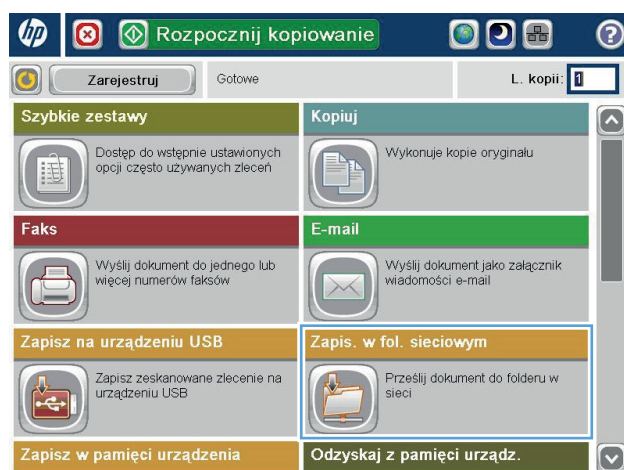 hp
Rozpocznij kopiowanie
?
Zarejestruj
Gotowe
L. kopii: 1
Szybkie zestawy
Kopiuj
Dostęp do wstępnie ustawionych
opcji często używanych zleceń
Wykonuje kopie oryginału
Faks
E-mail
Wyślij dokument do jednego lub
więcej numerów faksów
Wyślij dokument jako załącznik
wiadomości e-mail
Zapisz na urządzeniu USB
Zapis. w fol. sieciowym
Zapisz zeskanowane zlecenie na
urządzeniu USB
Prześlij dokument do folderu w
sieci
Zapisz w pamięci urządzenia
Odzyskaj z pamięci urządz.